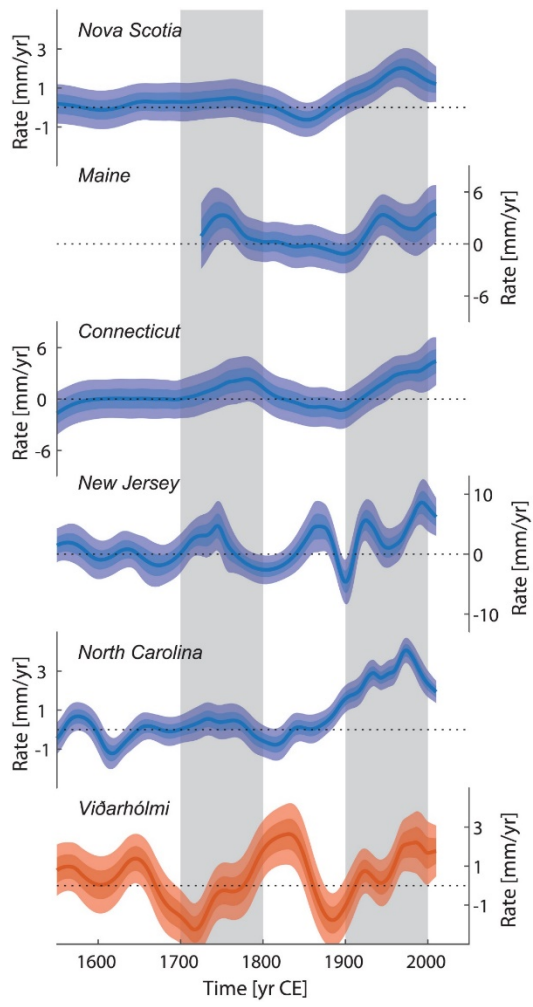 Nova Scotia
3
1
-1
Rate [mm/yr]
Maine
6
0
-6
Rate [mm/yr]
Connecticut
6
0
-6
Rate [mm/yr]
New Jersey
10
0
-10
Rate [mm/yr]
North Carolina
3
1
-1
Rate [mm/yr]
Viðarhólmi
3
1
-1
Rate [mm/yr]
1600 1700 1800 1900 2000
Time [yr CE]